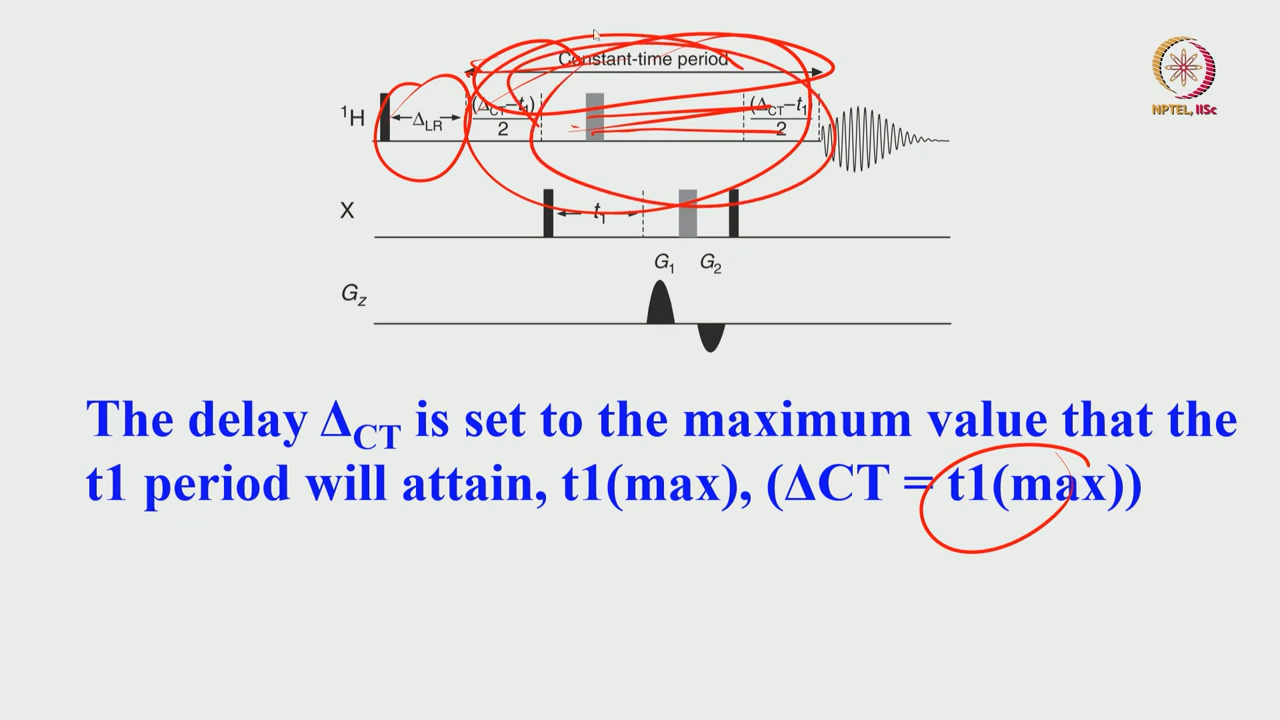 Constant-time period
NPTEL, IISc
¹H
Δ_LR
(Δ_CT–t₁)
2
(Δ_CT–t₁
2
X
t₁
G₁ G₂
G_z
The delay Δ_CT is set to the maximum value that the
t1 period will attain, t1(max), (ΔCT = t1(max))